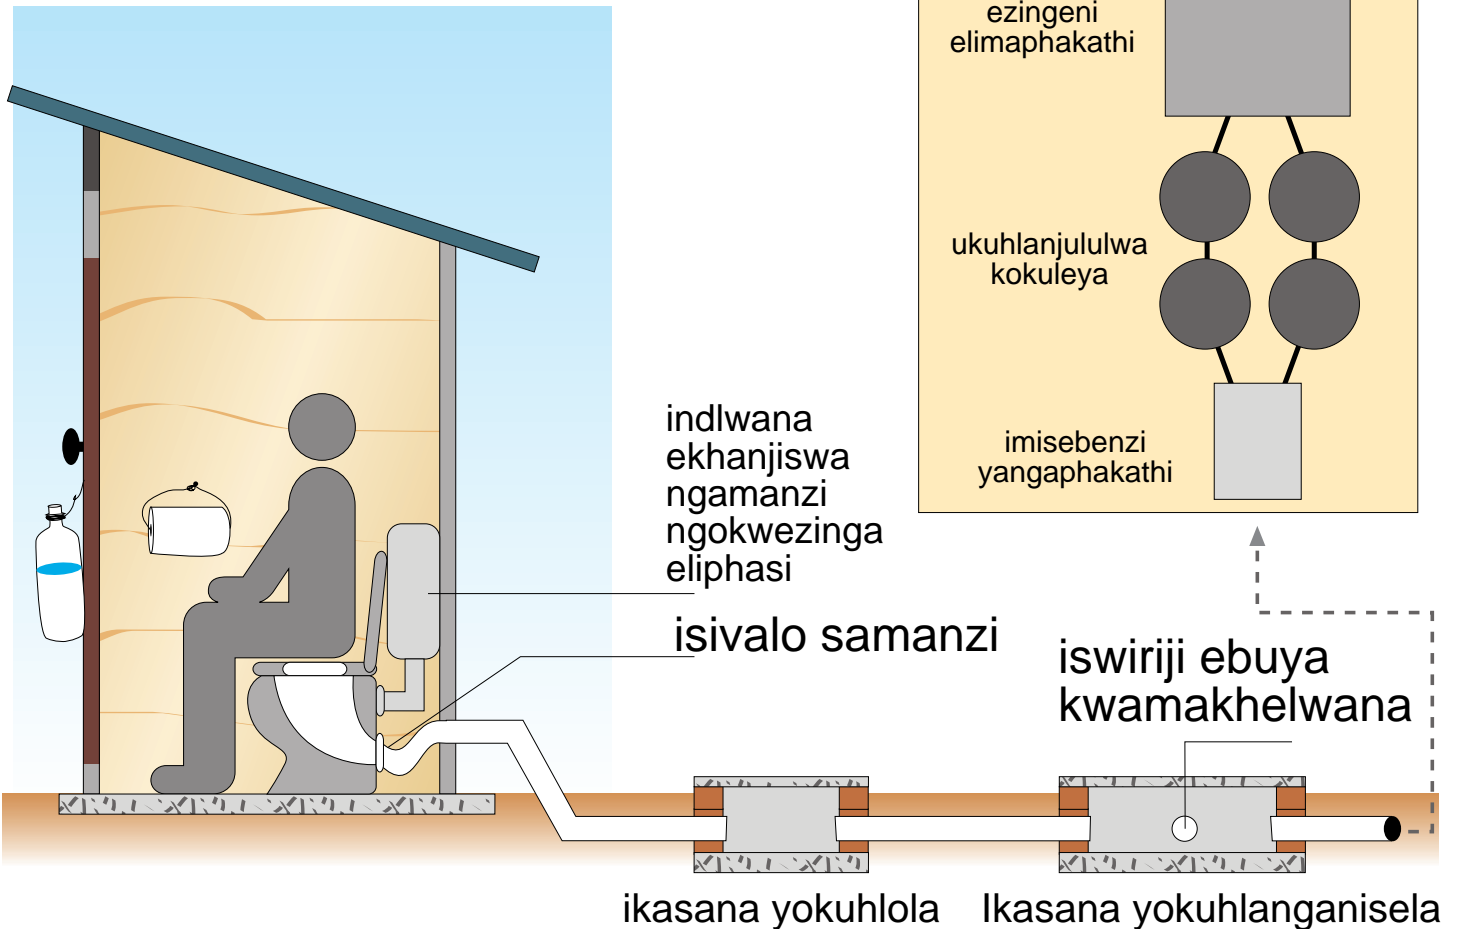 ezingeni
elimaphakathi
ukuhlanjululwa
kokuleya
imisebenzi
yangaphakathi
indlwana
ekhanjiswa
ngamanzi
ngokwezinga
eliphasi
isivalo samanzi
iswiriji ebuya
kwamakhelwana
ikasana yokuhlola
Ikasana yokuhlanganisela